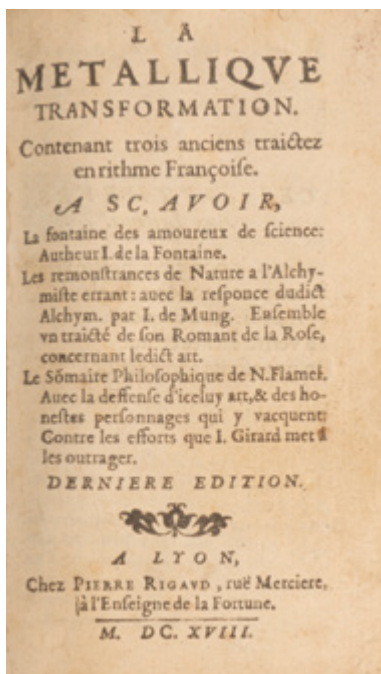 LA
METALLIQVE
TRANSFORMATION.
Contenant trois anciens traictez
en rithme Françoiſe.
A SC, AVOIR,
La fontaine des amoureux de ſcience:
Autheur I. de la Fontaine.
Les remonſtrances de Nature a l'Alchy-
miſte errant : auec la reſponce dudict
Alchym. par I. de Mung. Enſemble
vn traicté de ſon Romant de la Roſe,
concernant ledict art.
Le Sōmaire Philoſophique de N. Flamel.
Auec la deffenſe d'iceluy art, & des ho-
neſtes perſonnages qui y vacquent:
Contre les efforts que I. Girard met à
les outrager.
DERNIERE EDITION.
A LYON,
Chez PIERRE RIGAVD, ruë Merciere,
à l'Enſeigne de la Fortune.
M. DC. XVIII.